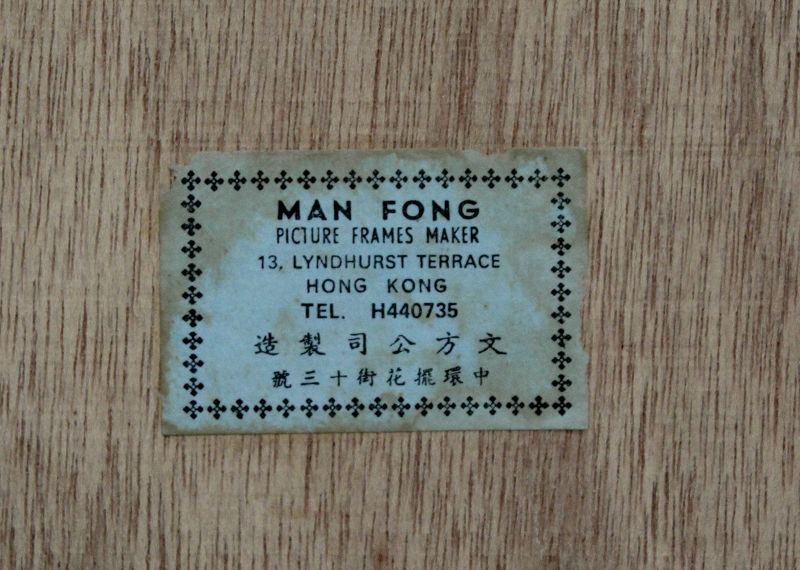 MAN FONG
PICTURE FRAMES MAKER
13, LYNDHURST TERRACE
HONG KONG
TEL. H440735
文方公司製造
中環擺花街十三號